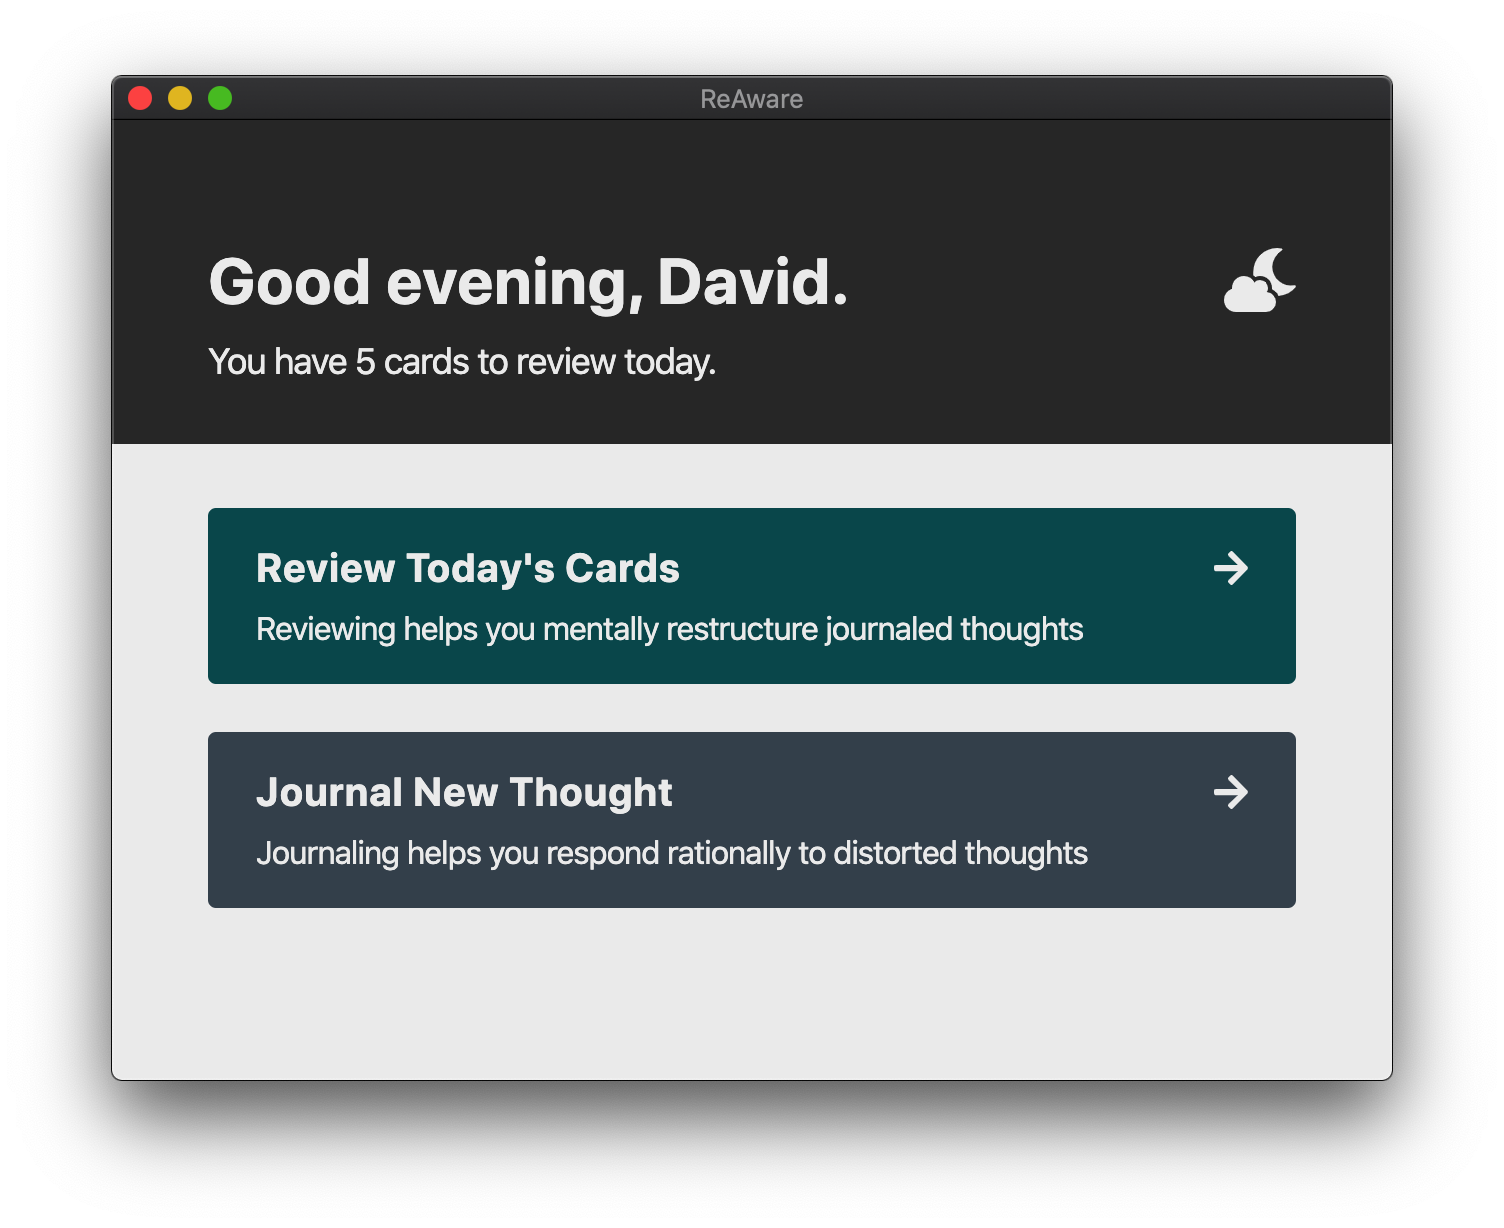 ReAware
Good evening, David.
You have 5 cards to review today.
Review Today's Cards
Reviewing helps you mentally restructure journaled thoughts
Journal New Thought
Journaling helps you respond rationally to distorted thoughts